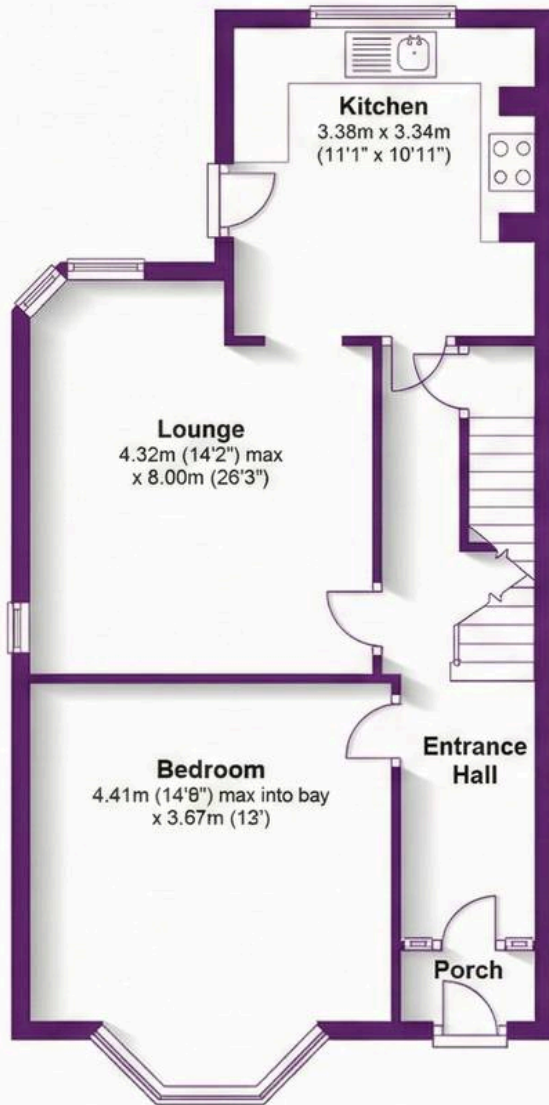 Kitchen
3.38m x 3.34m
(11'1" x 10'11")
Lounge
4.32m (14'2") max
x 8.00m (26'3")
Bedroom
4.41m (14'8") max into bay
x 3.67m (13')
Entrance
Hall
Porch